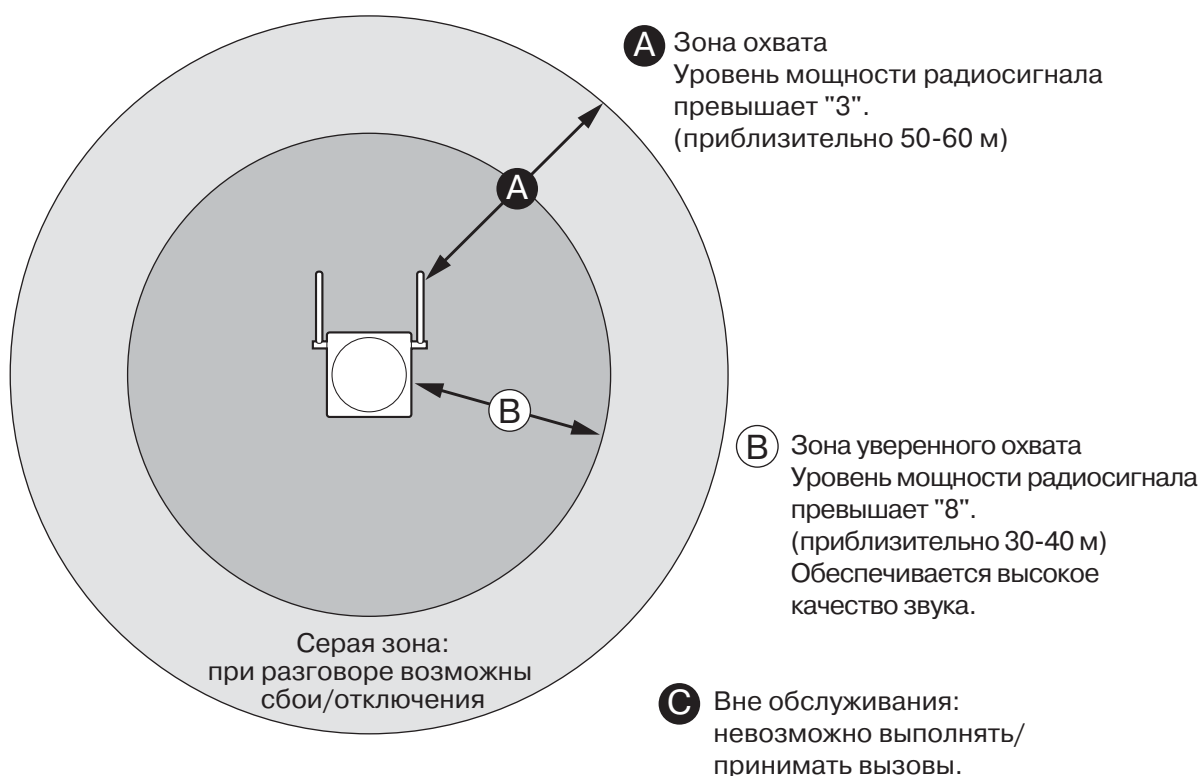 A Зона охвата
Уровень мощности радиосигнала
превышает "3".
(приблизительно 50-60 м)
A
B
B Зона уверенного охвата
Уровень мощности радиосигнала
превышает "8".
(приблизительно 30-40 м)
Обеспечивается высокое
качество звука.
Серая зона:
при разговоре возможны
сбои/отключения
C Вне обслуживания:
невозможно выполнять/
принимать вызовы.